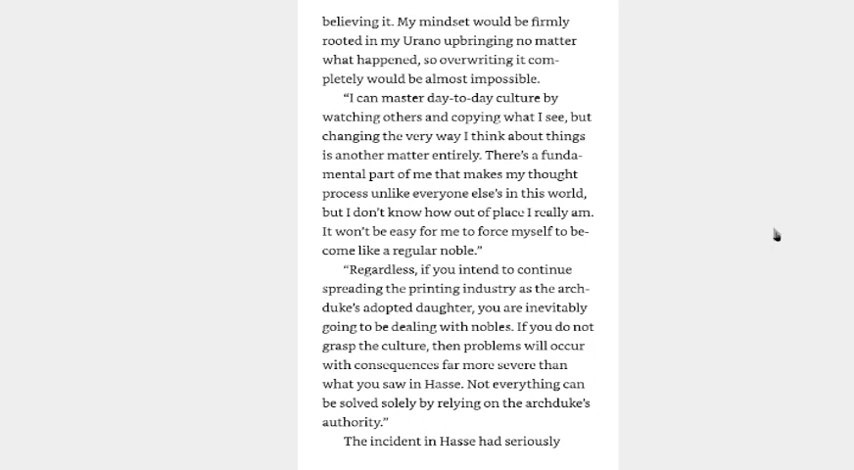 believing it. My mindset would be firmly
rooted in my Urano upbringing no matter
what happened, so overwriting it com-
pletely would be almost impossible.
“I can master day-to-day culture by
watching others and copying what I see, but
changing the very way I think about things
is another matter entirely. There’s a funda-
mental part of me that makes my thought
process unlike everyone else’s in this world,
but I don’t know how out of place I really am.
It won’t be easy for me to force myself to be-
come like a regular noble.”
“Regardless, if you intend to continue
spreading the printing industry as the arch-
duke’s adopted daughter, you are inevitably
going to be dealing with nobles. If you do not
grasp the culture, then problems will occur
with consequences far more severe than
what you saw in Hasse. Not everything can
be solved solely by relying on the archduke’s
authority.”
The incident in Hasse had seriously